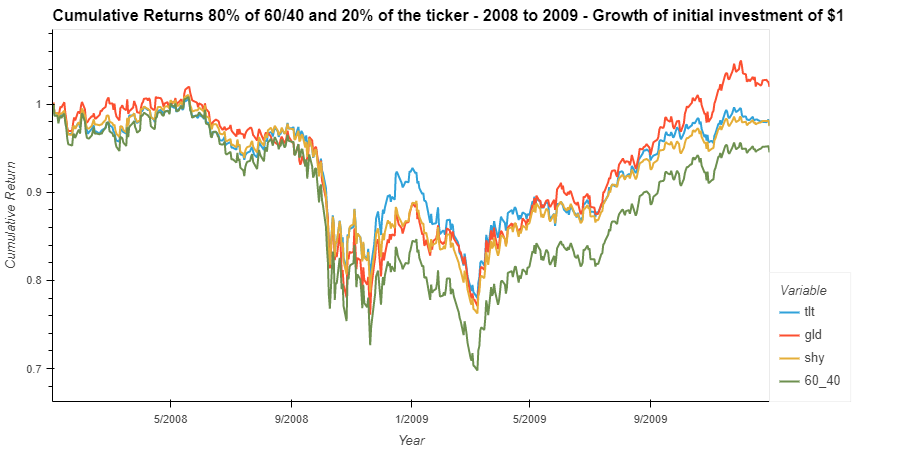 Cumulative Returns 80% of 60/40 and 20% of the ticker - 2008 to 2009 - Growth of initial investment of $1
Cumulative Return
1
0.9
0.8
0.7
5/2008
9/2008
1/2009
5/2009
9/2009
Year
Variable
tlt
gld
shy
60_40